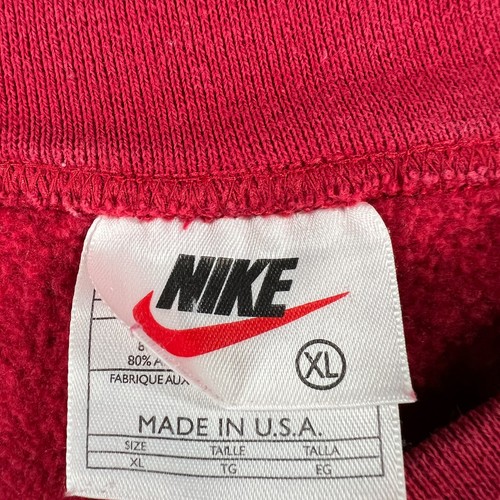 NIKE
XL
80% A
FABRIQUE AUX
MADE IN U.S.A.
SIZE TAILLE TALLA
XL TG EG